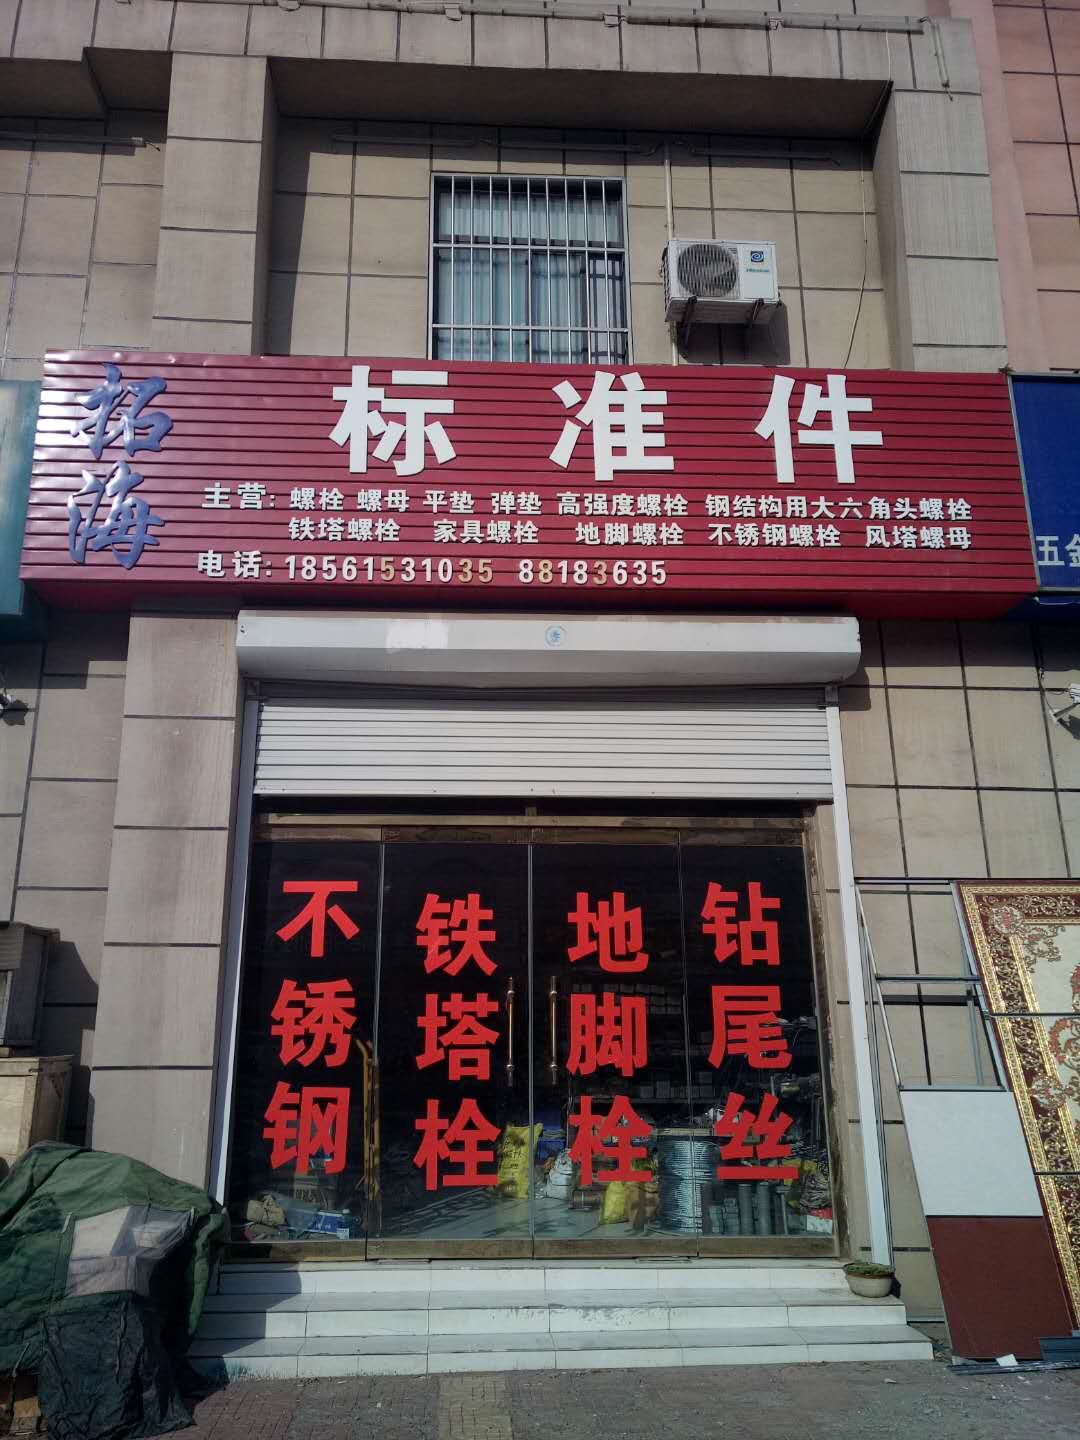 拓海
标准件
主营: 螺栓 螺母 平垫 弹垫 高强度螺栓 钢结构用大六角头螺栓
铁塔螺栓 家具螺栓 地脚螺栓 不锈钢螺栓 风塔螺母
电话: 18561531035 88183635
五金
不锈钢
铁塔栓
地脚栓
钻尾丝